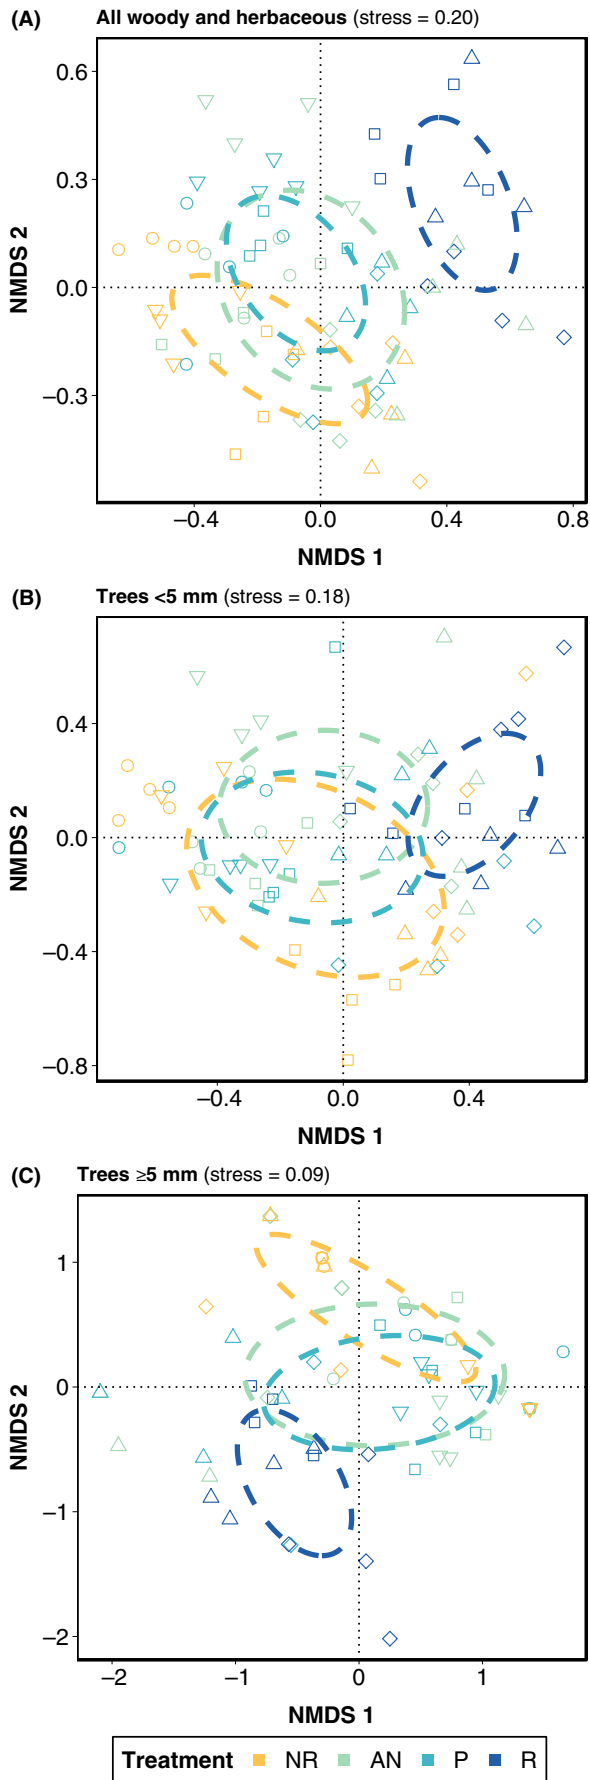 (A) All woody and herbaceous (stress = 0.20)
0.6
0.3
0.0
−0.3
NMDS 2
−0.4 0.0 0.4 0.8
NMDS 1
(B) Trees <5 mm (stress = 0.18)
0.4
0.0
−0.4
−0.8
NMDS 2
−0.4 0.0 0.4
NMDS 1
(C) Trees ≥5 mm (stress = 0.09)
1
0
−1
−2
NMDS 2
−2 −1 0 1
NMDS 1
Treatment NR AN P R